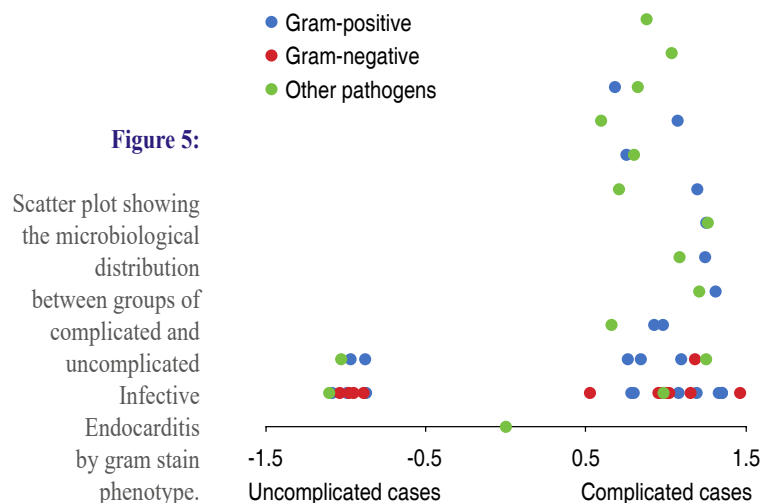 Gram-positive
Gram-negative
Other pathogens
Figure 5:
Scatter plot showing
the microbiological
distribution
between groups of
complicated and
uncomplicated
Infective
Endocarditis
by gram stain
phenotype.
-1.5 -0.5 0.5 1.5
Uncomplicated cases Complicated cases